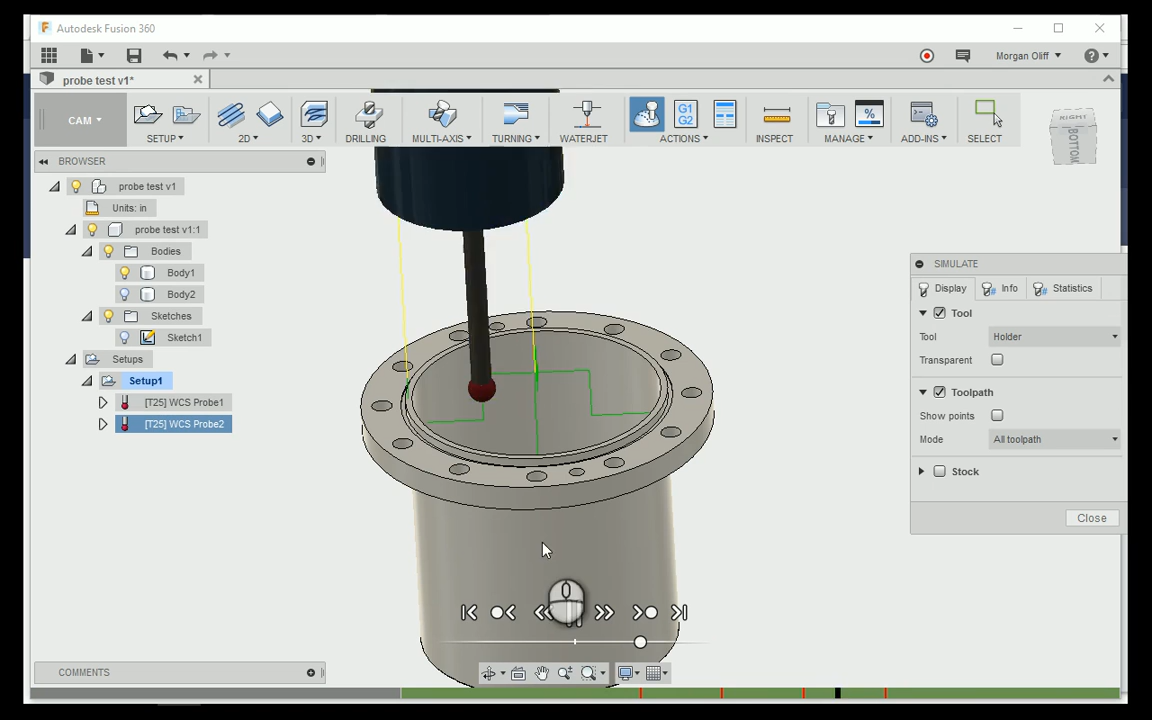 Autodesk Fusion 360
Morgan Oliff
probe test v1*
CAM
SETUP
2D
3D
DRILLING
MULTI-AXIS
TURNING
WATERJET
G1
G2
ACTIONS
INSPECT
%
MANAGE
ADD-INS
SELECT
RIGHT
BOTTOM
BROWSER
probe test v1
Units: in
probe test v1:1
Bodies
Body1
Body2
Sketches
Sketch1
Setups
Setup1
[T25] WCS Probe1
[T25] WCS Probe2
SIMULATE
Display
Info
Statistics
Tool
Tool
Holder
Transparent
Toolpath
Show points
Mode
All toolpath
Stock
Close
COMMENTS